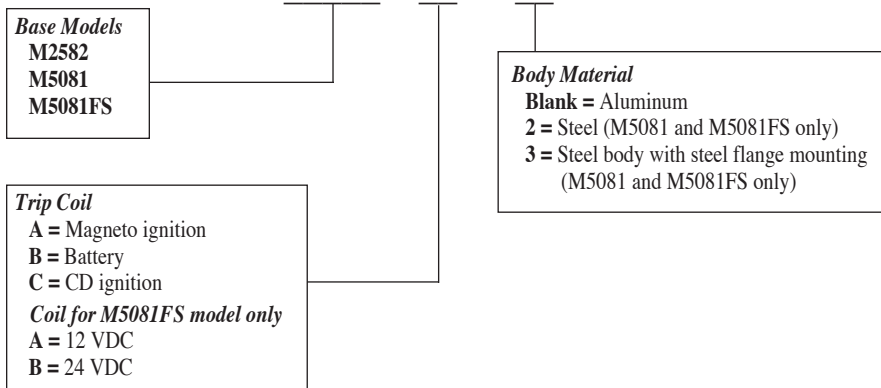 Base Models
M2582
M5081
M5081FS
Body Material
Blank = Aluminum
2 = Steel (M5081 and M5081FS only)
3 = Steel body with steel flange mounting
(M5081 and M5081FS only)
Trip Coil
A = Magneto ignition
B = Battery
C = CD ignition
Coil for M5081FS model only
A = 12 VDC
B = 24 VDC